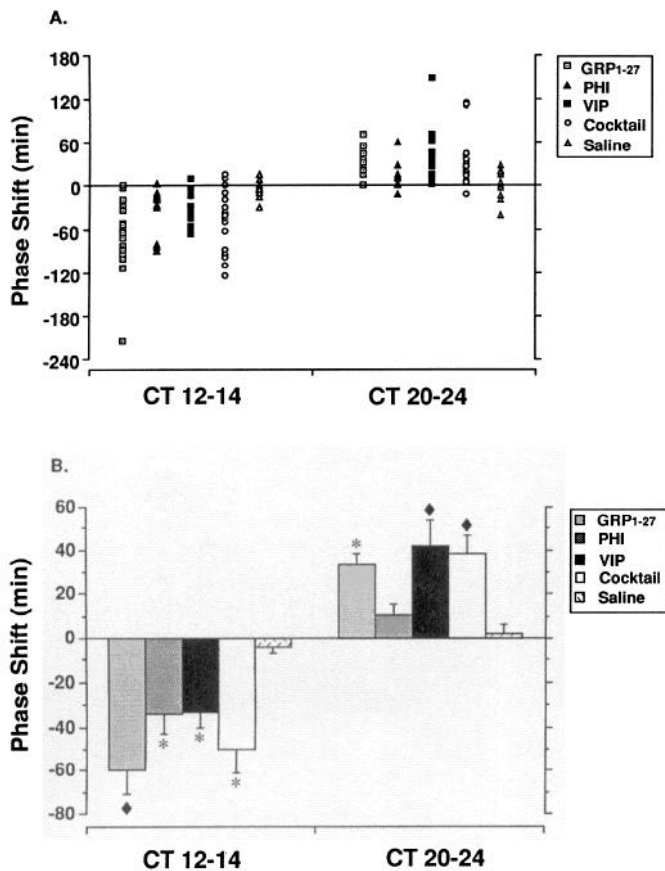 A.
Phase Shift (min)
180
120
60
0
-60
-120
-180
-240
CT 12-14
CT 20-24
GRP1-27
PHI
VIP
Cocktail
Saline
B.
Phase Shift (min)
60
40
20
0
-20
-40
-60
-80
*
*
*
*
CT 12-14
CT 20-24
GRP1-27
PHI
VIP
Cocktail
Saline